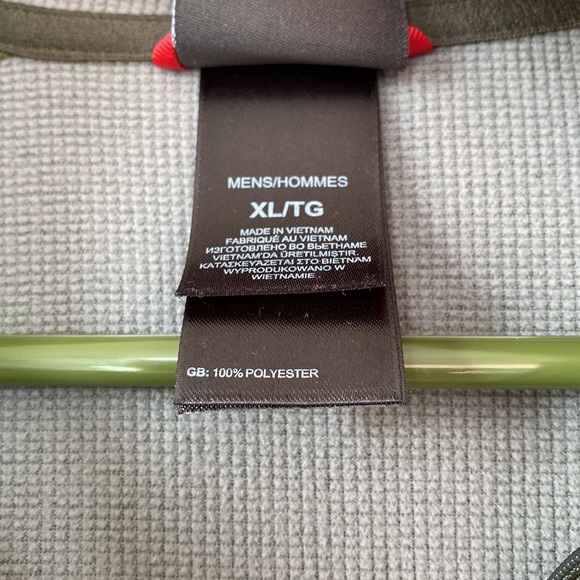 MENS/HOMMES
XL/TG
MADE IN VIETNAM
FABRIQUÉ AU VIETNAM
ИЗГОТОВЛЕНО ВО ВЬЕТНАМЕ
VIETNAM'DA ÜRETILMIŞTIR.
ΚΑΤΑΣΚΕΥΑΖΕΤΑΙ ΣΤΟ ΒΙΕΤΝΑΜ
WYPRODUKOWANO W
WIETNAMIE
GB: 100% POLYESTER